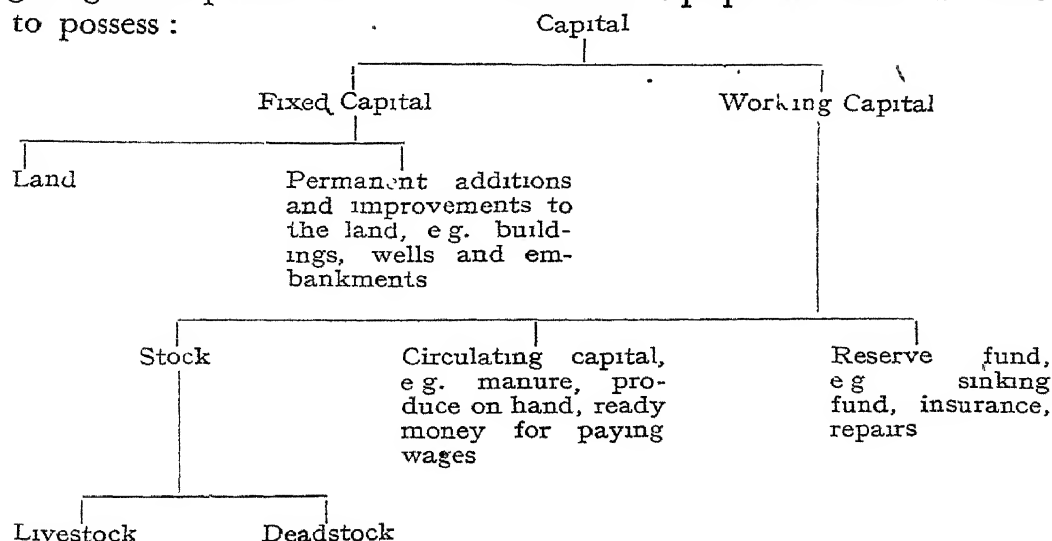 to possess :
Capital
Fixed Capital
Working Capital
Land
Permanent additions
and improvements to
the land, e g. build-
ings, wells and em-
bankments
Stock
Circulating capital,
e g. manure, pro-
duce on hand, ready
money for paying
wages
Reserve fund,
e g sinking
fund, insurance,
repairs
Livestock
Deadstock